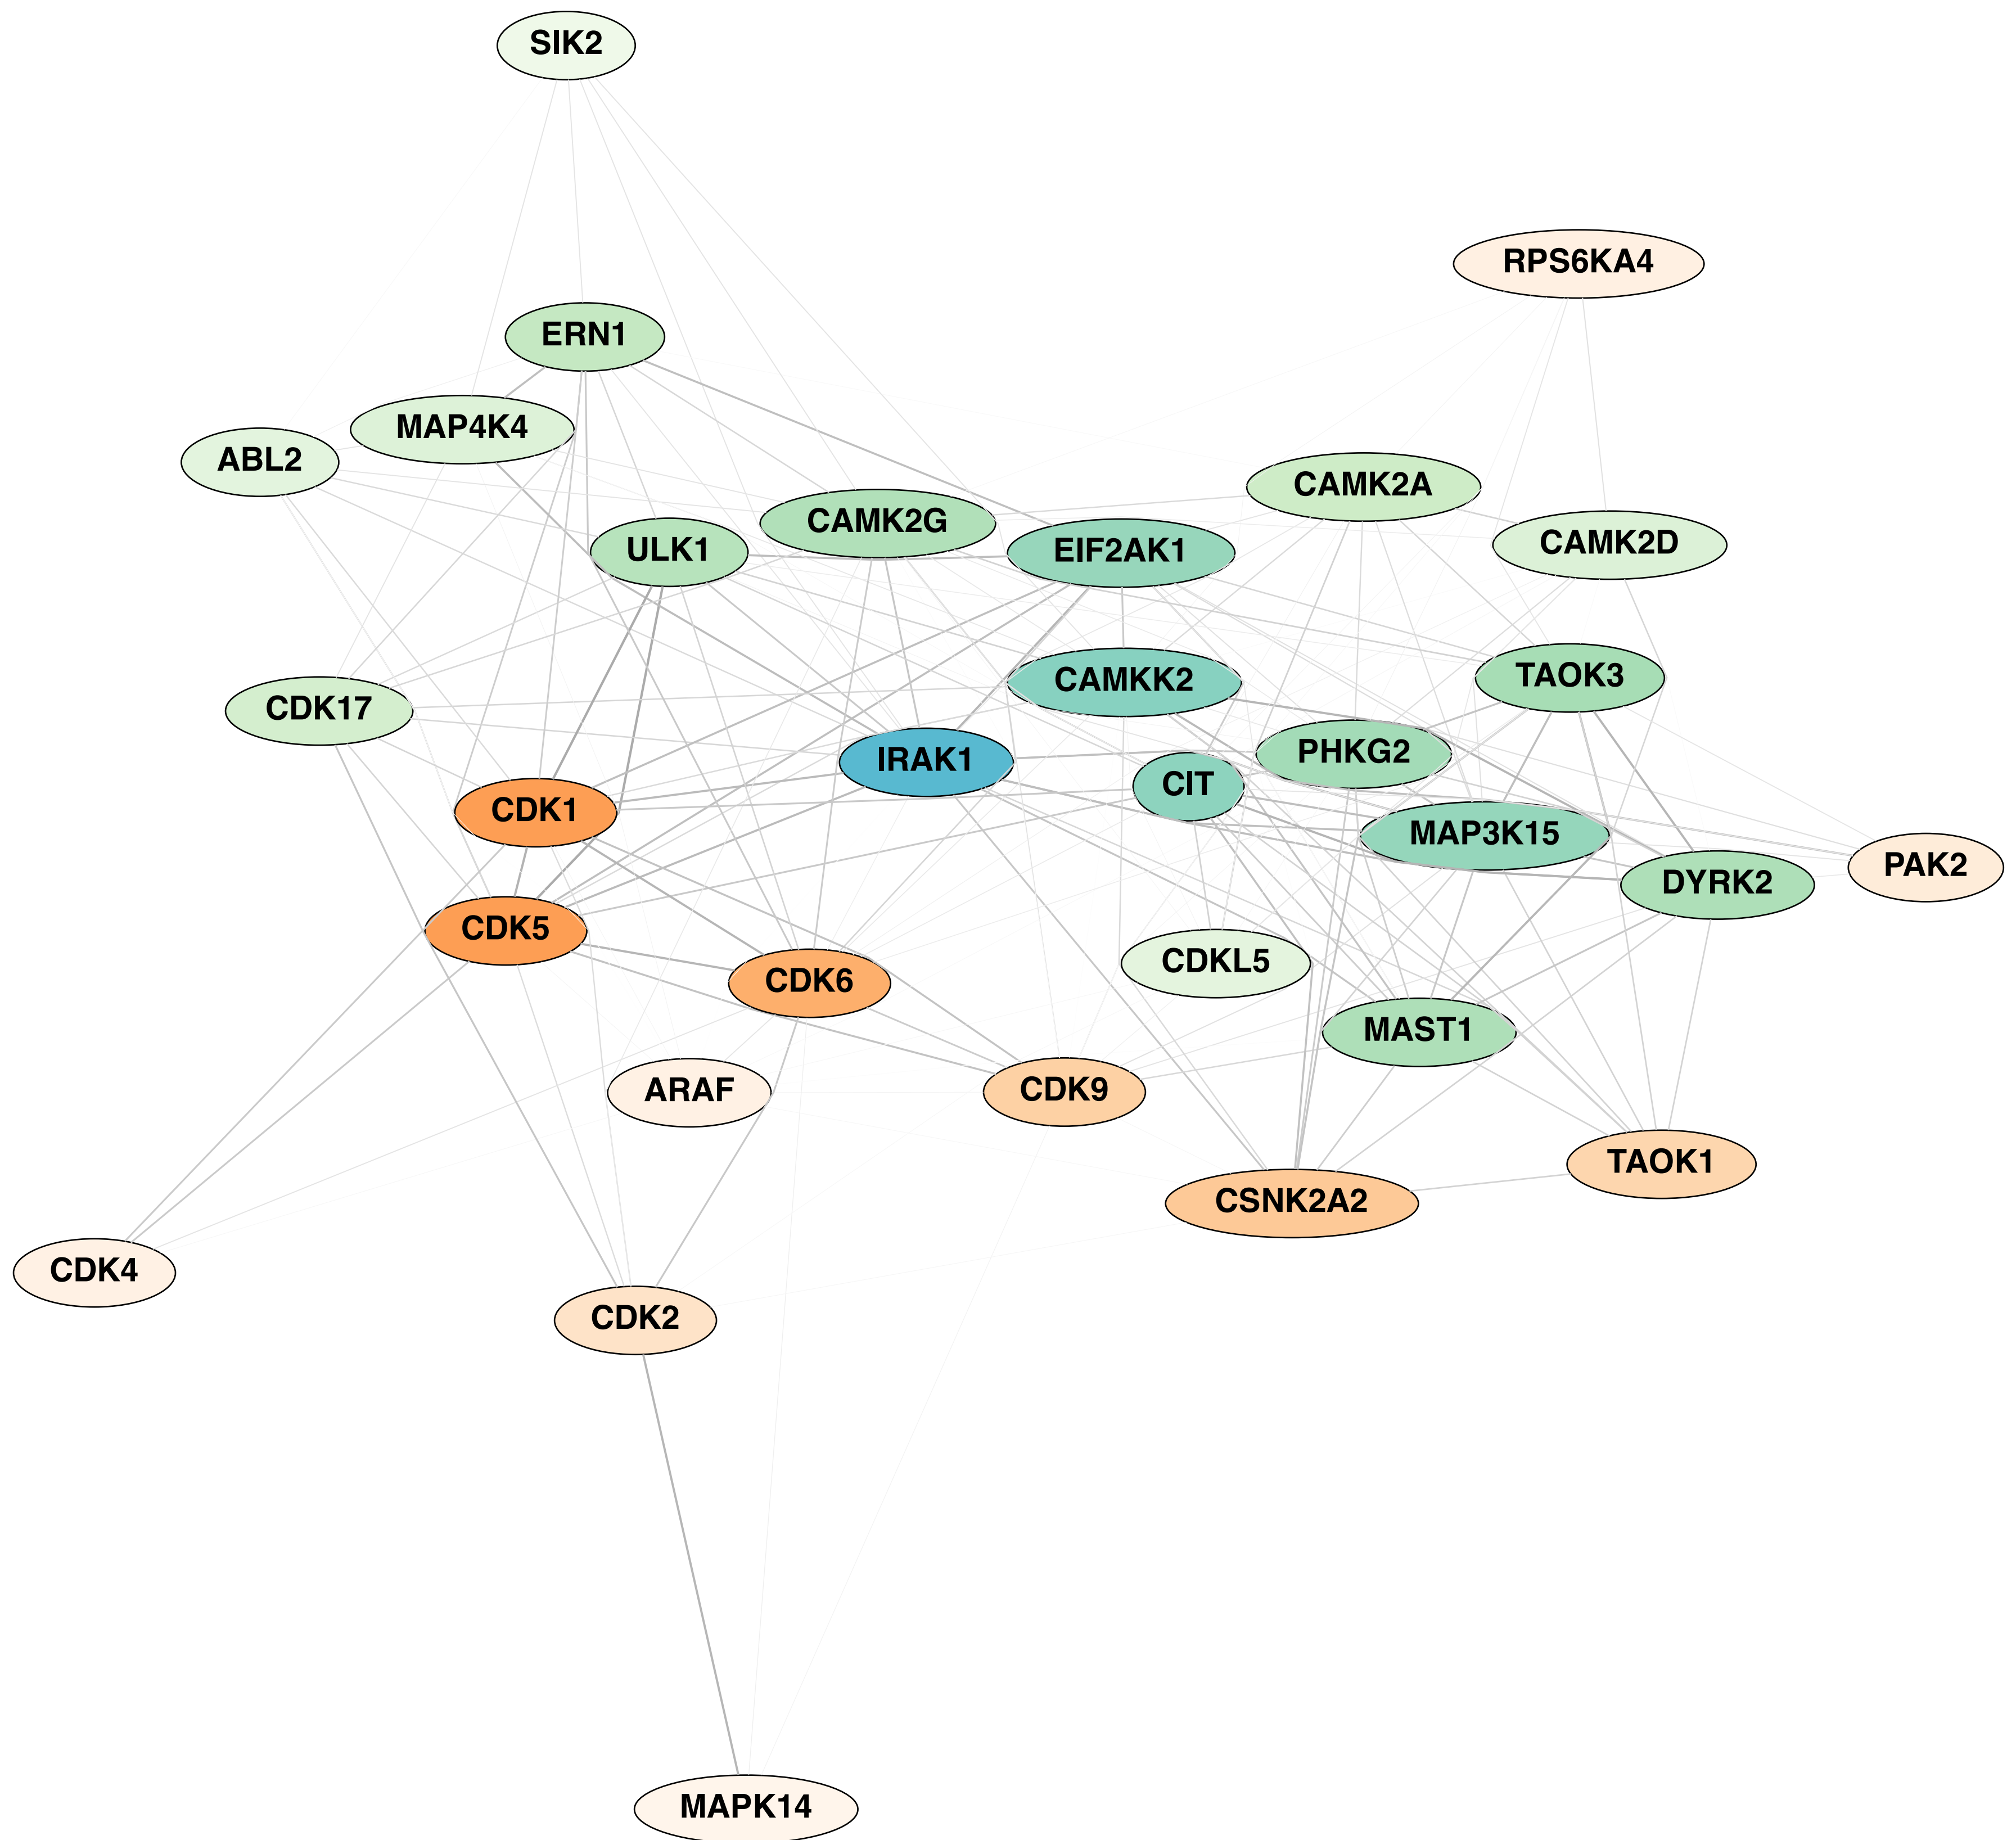 SIK2
RPS6KA4
ERN1
MAP4K4
ABL2
CAMK2A
CAMK2G
CAMK2D
ULK1
EIF2AK1
TAOK3
CAMKK2
CDK17
PHKG2
IRAK1
CIT
CDK1
MAP3K15
PAK2
DYRK2
CDK5
CDKL5
CDK6
MAST1
ARAF
CDK9
TAOK1
CSNK2A2
CDK4
CDK2
MAPK14